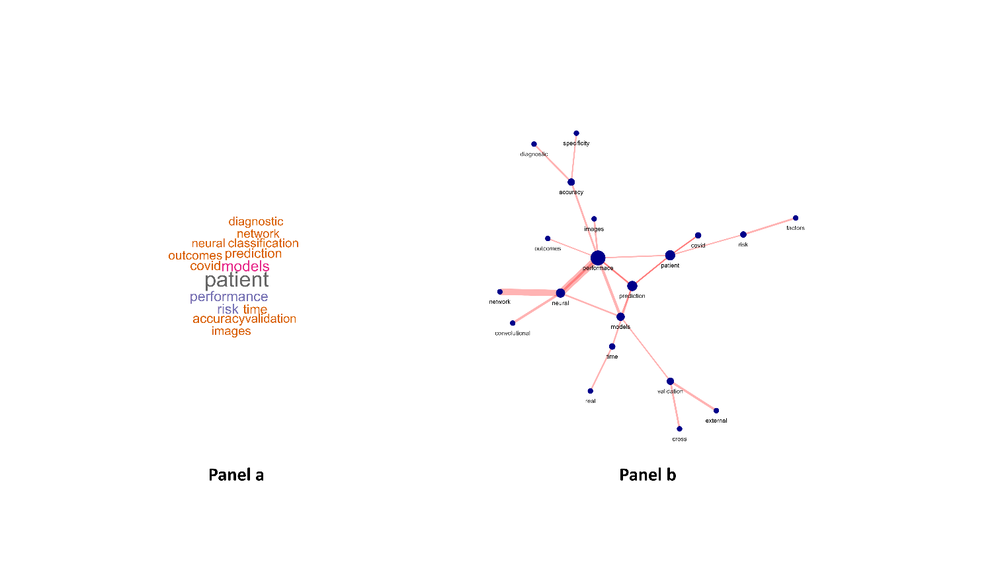 diagnostic
network
neural classification
outcomes prediction
covid models
patient
performance
risk time
accuracy validation
images
Panel a
specificity
diagnostic
accuracy
images
factors
covid
risk
outcomes
patient
performace
prediction
network
neural
models
convolutional
time
validation
real
external
cross
Panel b